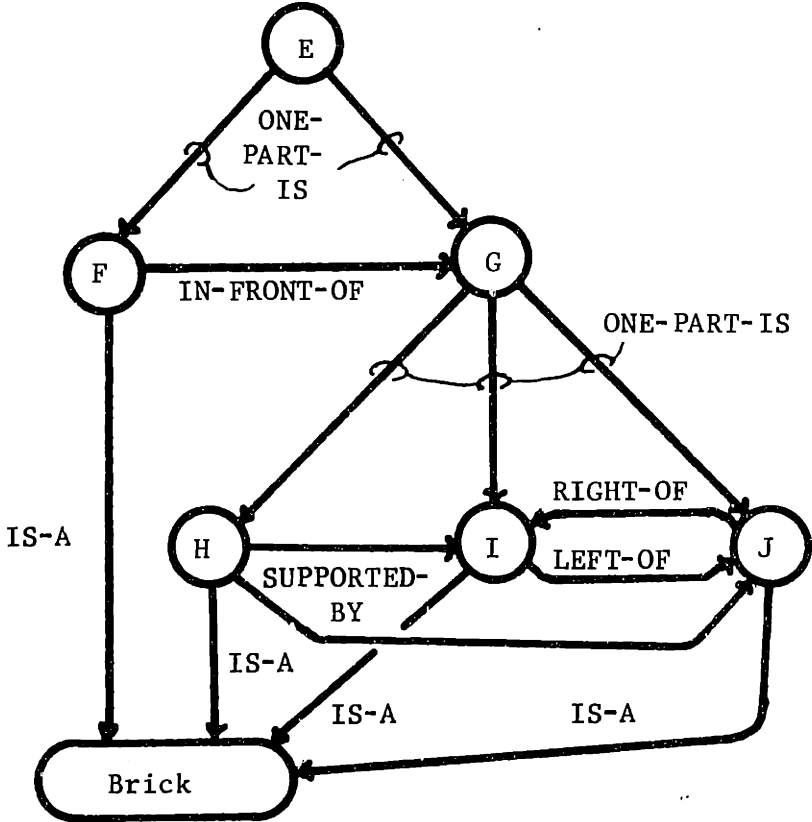 E
ONE-
PART-
IS
F
G
IN-FRONT-OF
ONE-PART-IS
RIGHT-OF
IS-A
H
I
J
LEFT-OF
SUPPORTED-
BY
IS-A
IS-A
IS-A
Brick